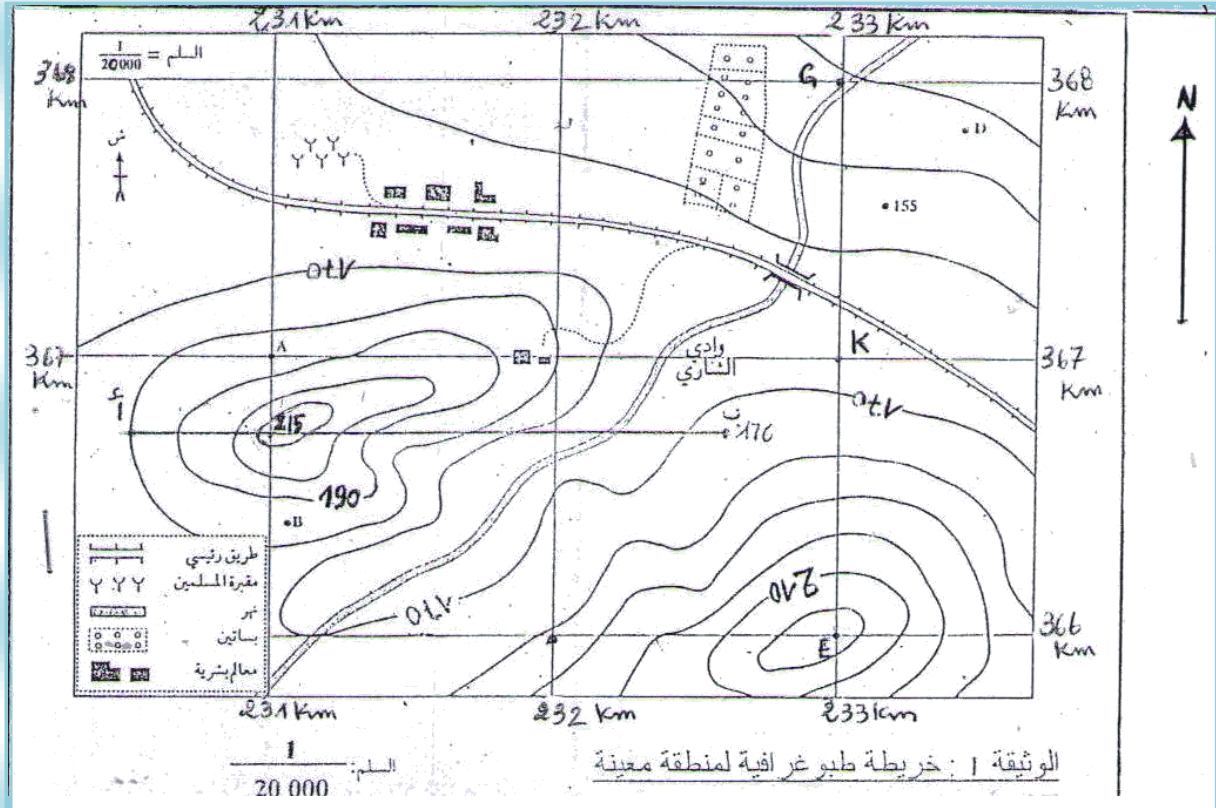 231 Km 232 Km 233 Km
السلم = 1/20000
368 Km
G
368 Km
N
D
ش
155
170
367 Km
A
وادي
K
367 Km
أ
215
ب
176
170
190
B
170
210
E
366 Km
طريق رئيسي
مقبرة المسلمين
نهر
بساتين
معالم بشرية
231 Km 232 Km 233 Km
السلم: 1/20 000
الوثيقة 1 : خريطة طبوغرافية لمنطقة معينة